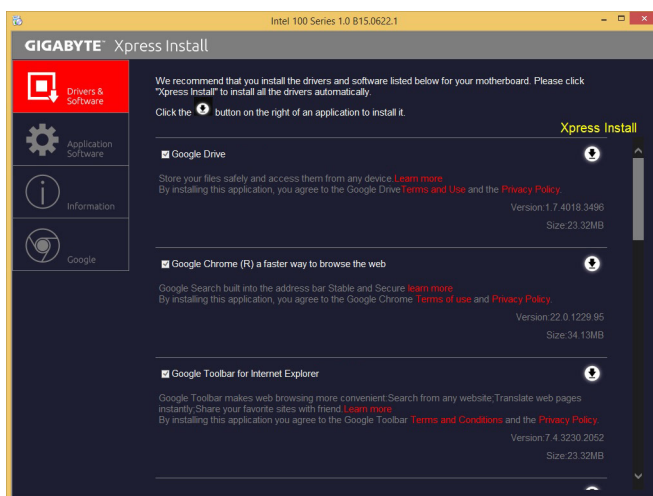 Intel 100 Series 1.0 B15.0622.1
GIGABYTE™ Xpress Install
Drivers &
Software
Application
Software
Information
Google
We recommend that you install the drivers and software listed below for your motherboard. Please click
"Xpress Install" to install all the drivers automatically.
Click the button on the right of an application to install it.
Xpress Install
Google Drive
Store your files safely and access them from any device.Learn more
By installing this application, you agree to the Google DriveTerms and Use and the Privacy Policy.
Version:1.7.4018.3496
Size:23.32MB
Google Chrome (R) a faster way to browse the web
Google Search built into the address bar Stable and Secure learn more
By installing this application, you agree to the Google Chrome Terms of use and Privacy Policy.
Version:22.0.1229.95
Size:34.13MB
Google Toolbar for Internet Explorer
Google Toolbar makes web browsing more convenient:Search from any website;Translate web pages
instantly;Share your favorite sites with friend.Learn more
By installing this application you agree to the Google Toolbar Terms and Conditions and the Privacy Policy.
Version:7.4.3230.2052
Size:23.32MB